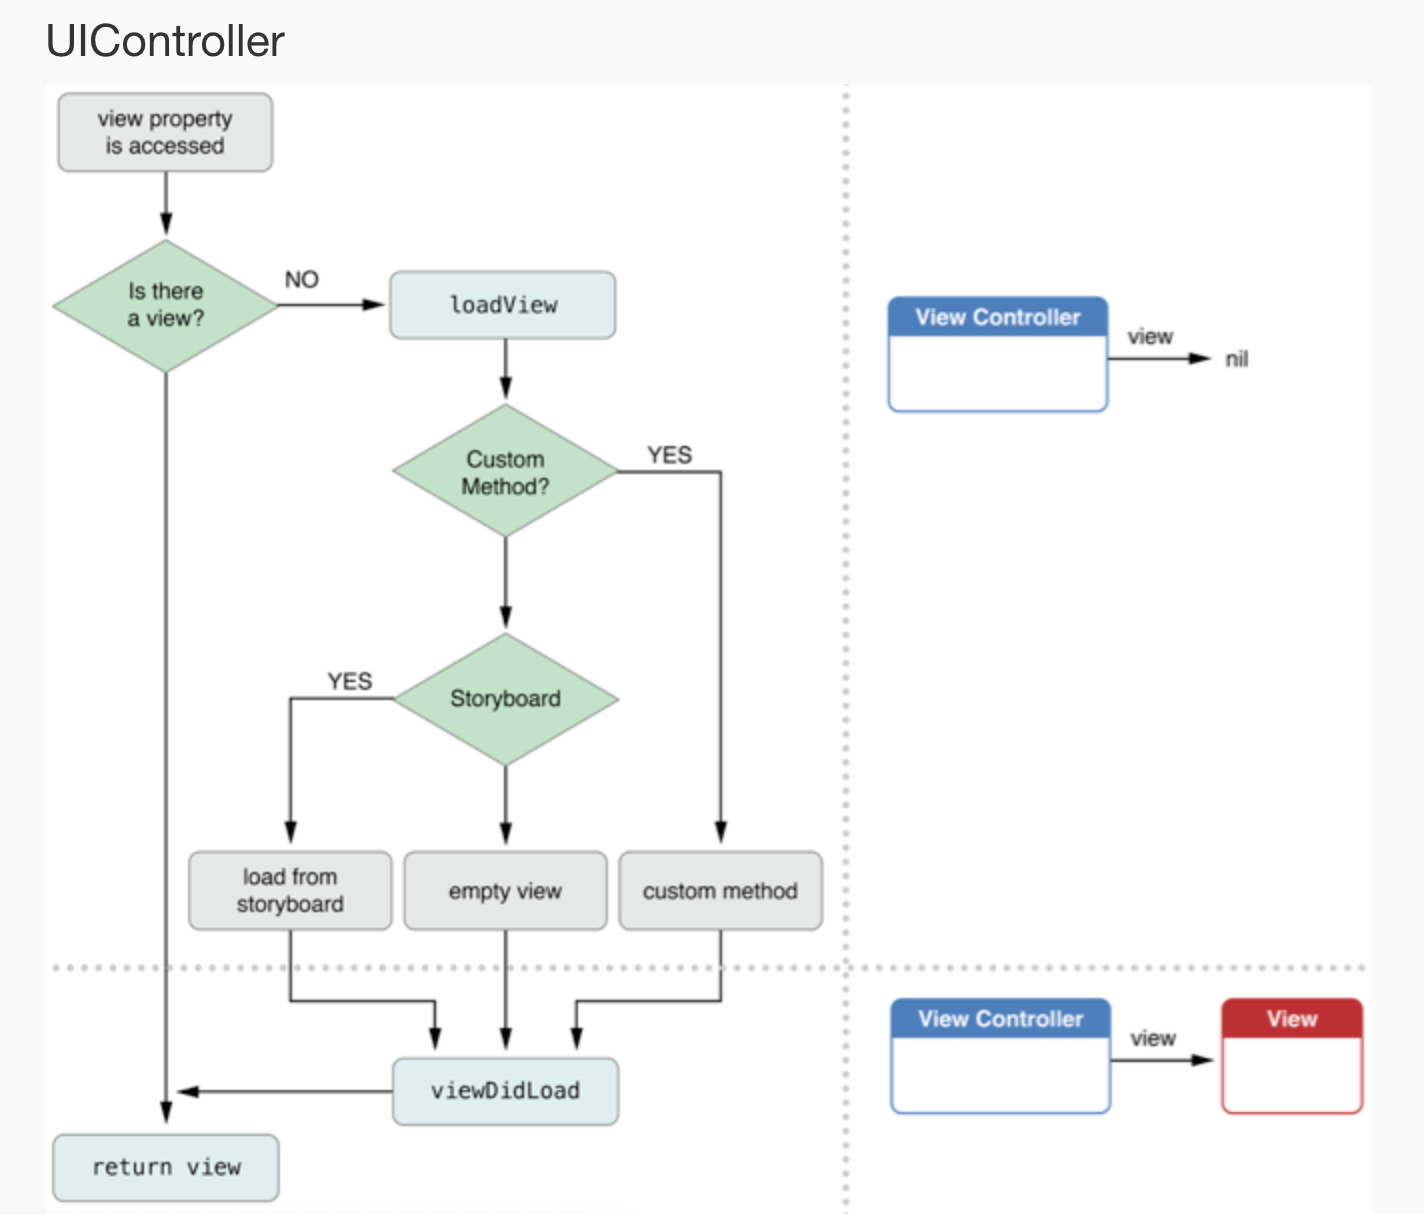 UIController
view property
is accessed
Is there
a view?
NO
loadView
Custom
Method?
YES
Storyboard
YES
load from
storyboard
empty view
custom method
viewDidLoad
return view
View Controller
view
nil
View Controller
view
View